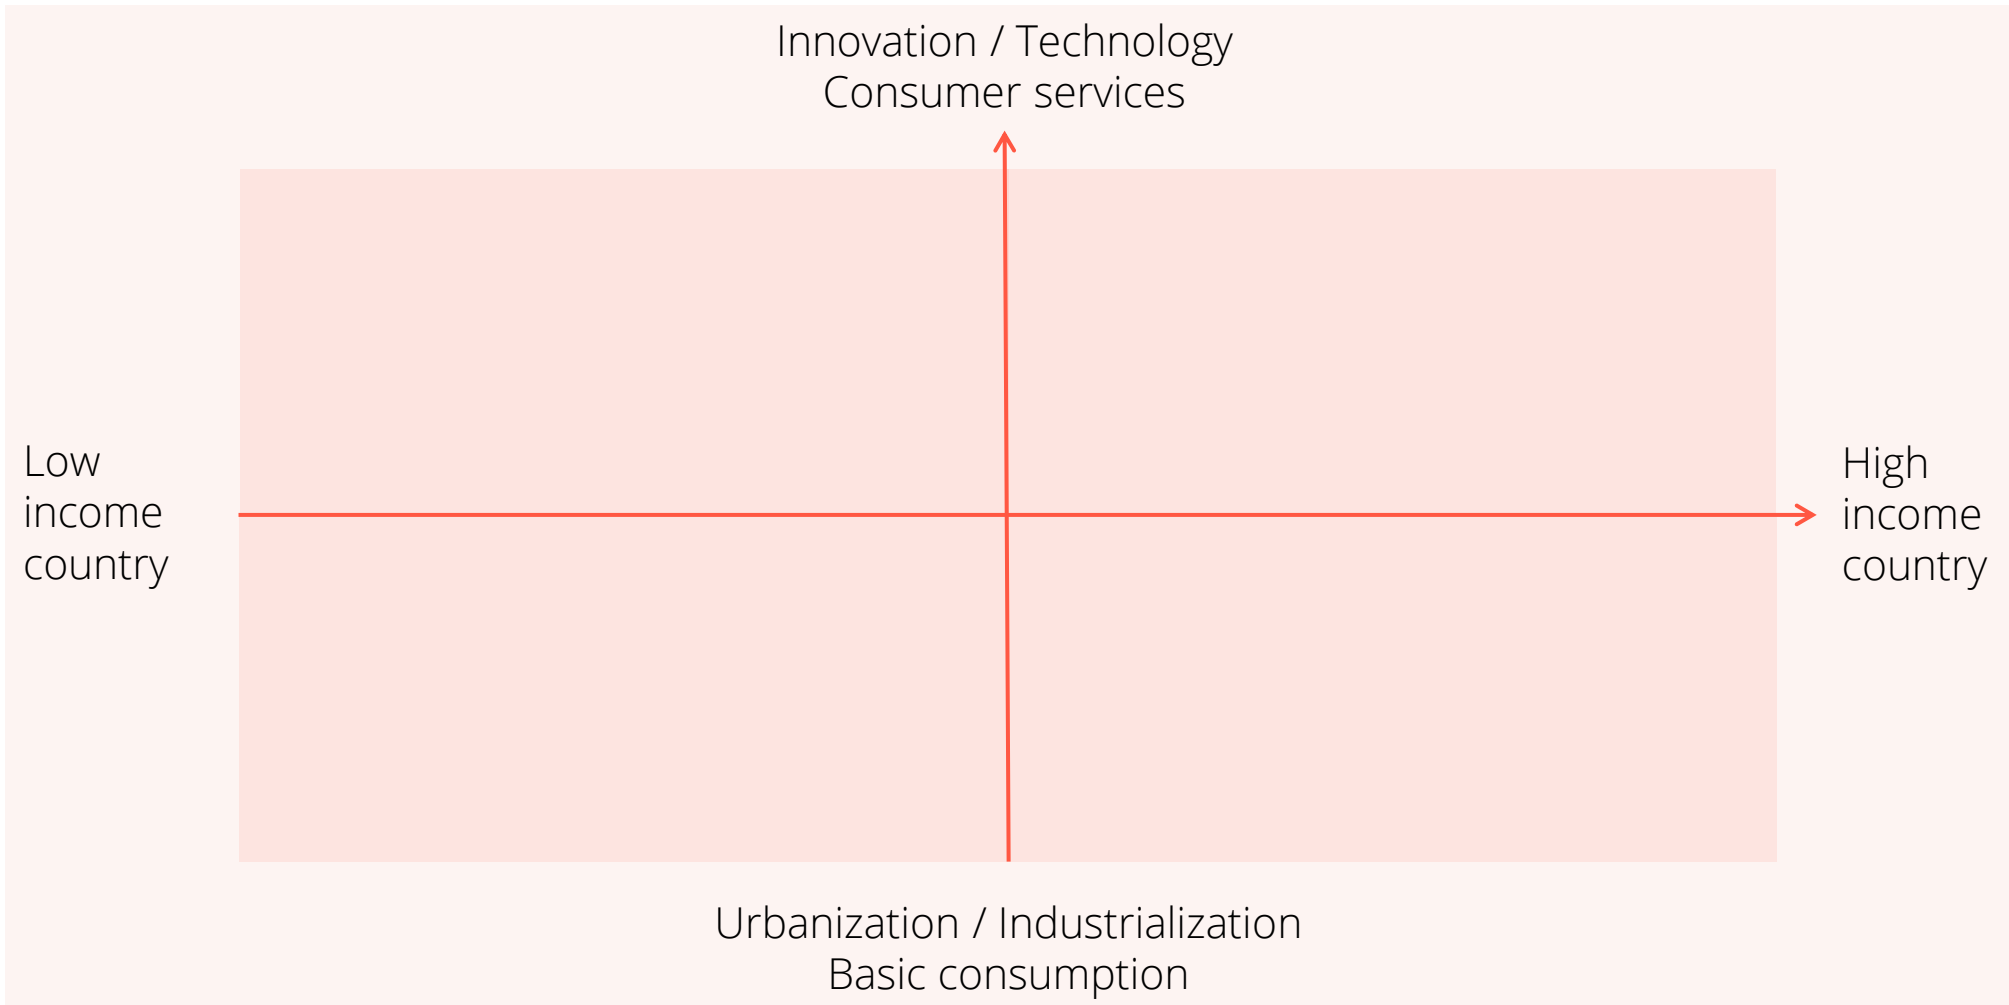 Innovation / Technology
Consumer services
Low
income
country
High
income
country
Urbanization / Industrialization
Basic consumption